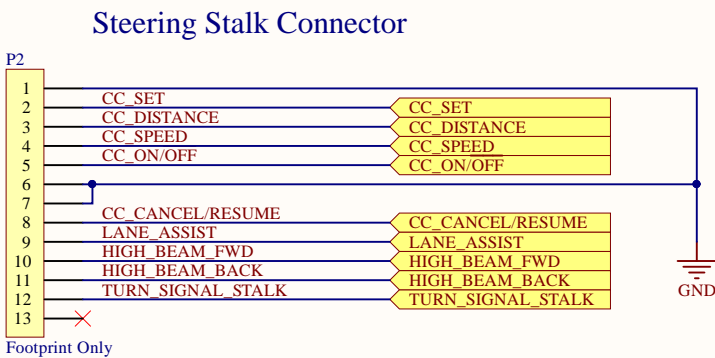 Steering Stalk Connector
P2
1
2 CC_SET CC_SET
3 CC_DISTANCE CC_DISTANCE
4 CC_SPEED CC_SPEED
5 CC_ON/OFF CC_ON/OFF
6
7
8 CC_CANCEL/RESUME CC_CANCEL/RESUME
9 LANE_ASSIST LANE_ASSIST
10 HIGH_BEAM_FWD HIGH_BEAM_FWD
11 HIGH_BEAM_BACK HIGH_BEAM_BACK
GND
12 TURN_SIGNAL_STALK TURN_SIGNAL_STALK
13
Footprint Only